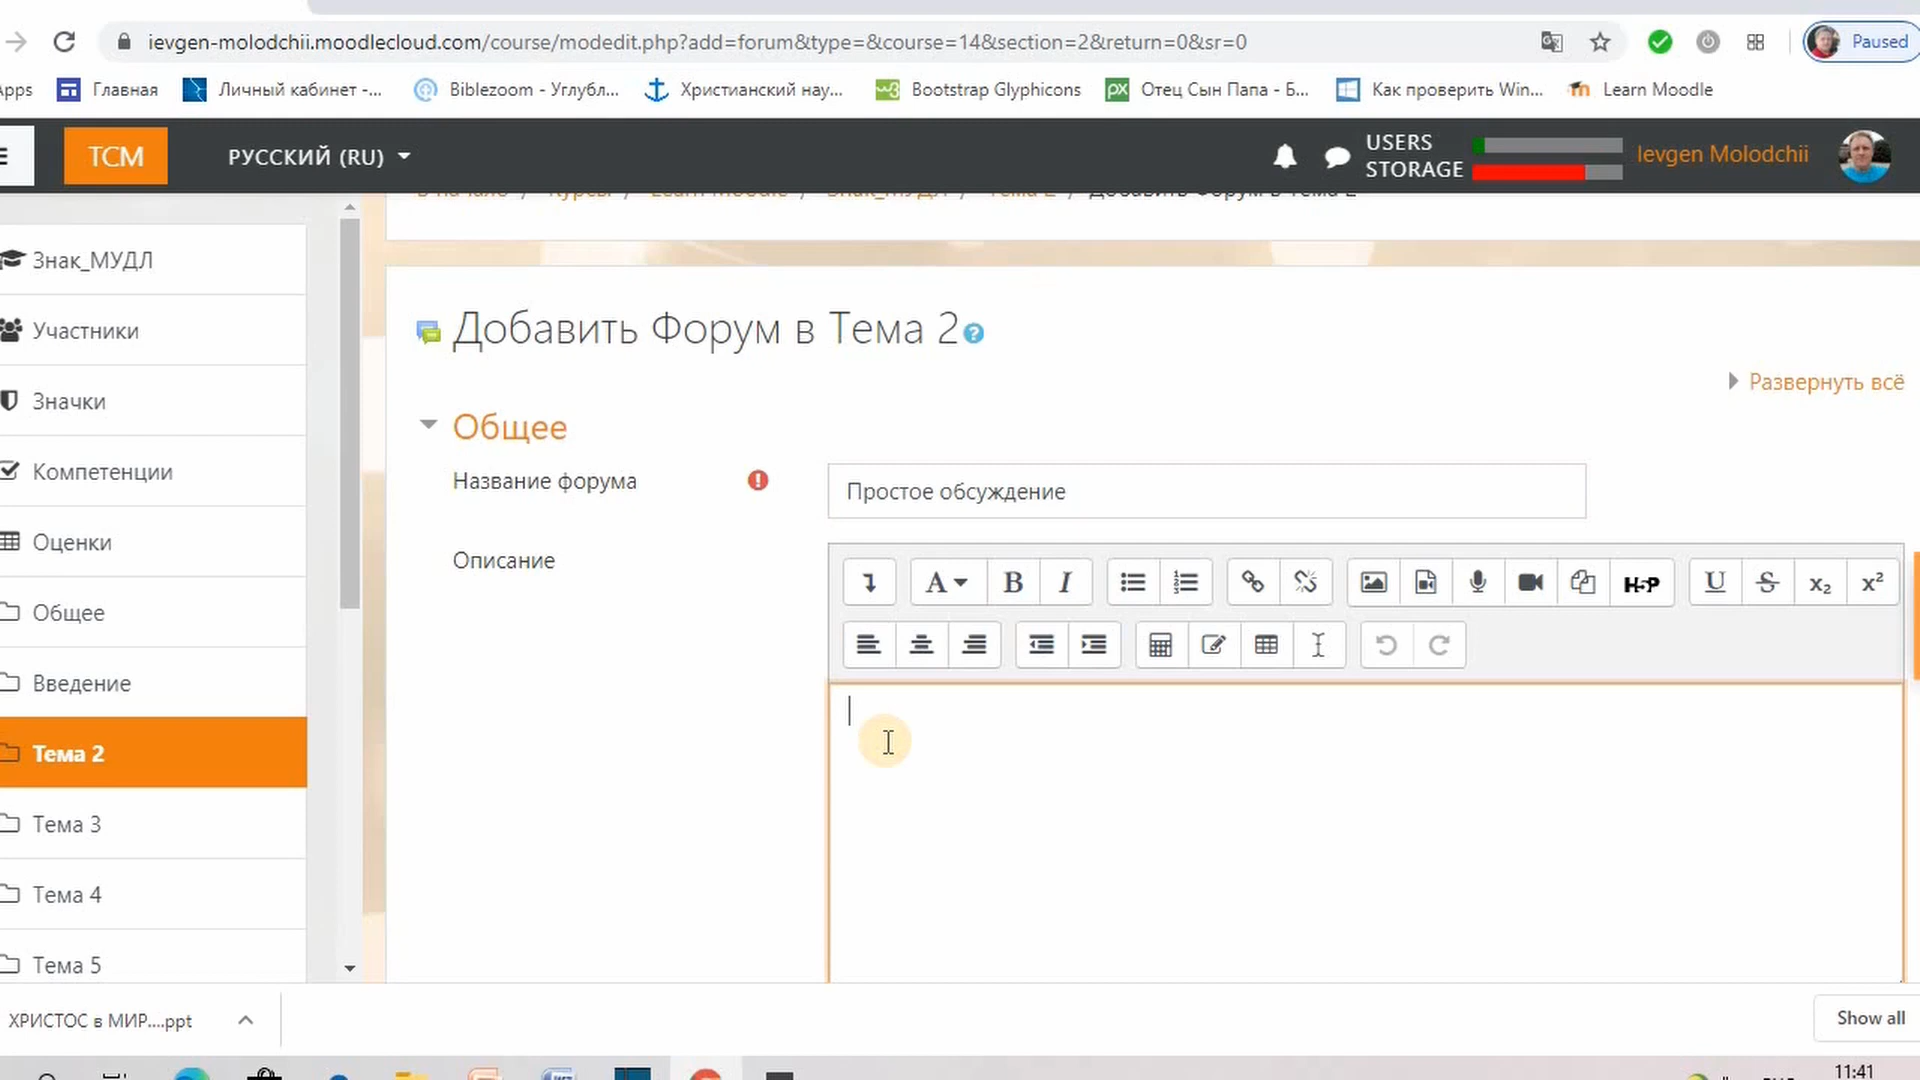 ievgen-molodchii.moodlecloud.com/course/modedit.php?add=forum&type=&course=14&section=2&return=0&sr=0
Paused
Главная
Личный кабинет -...
Biblezoom - Углубл...
Христианский нау...
Bootstrap Glyphicons
Отец Сын Папа - Б...
Как проверить Win...
Learn Moodle
ТСМ
РУССКИЙ (RU)
USERS
STORAGE
Ievgen Molodchii
Знак_МУДЛ
Участники
Значки
Компетенции
Оценки
Общее
Введение
Тема 2
Тема 3
Тема 4
Тема 5
Добавить Форум в Тема 2
Развернуть всё
Общее
Название форума
Простое обсуждение
Описание
A B I H5P U S x₂ x²
ХРИСТОС в МИР....ppt
Show all
11:41